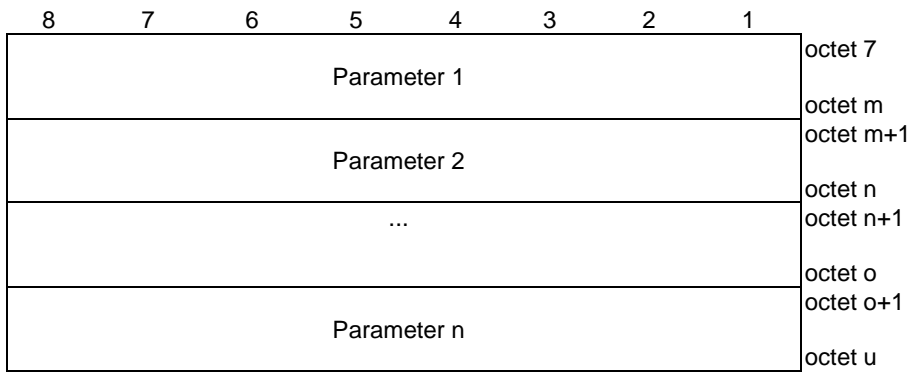 8 7 6 5 4 3 2 1
octet 7
Parameter 1
octet m
octet m+1
Parameter 2
octet n
... octet n+1
octet o
octet o+1
Parameter n
octet u